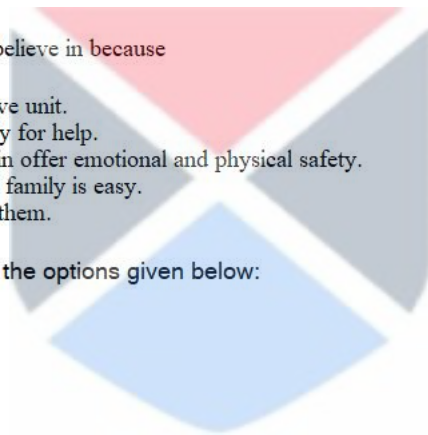 believe in because
ve unit.
y for help.
in offer emotional and physical safety.
family is easy.
them.
the options given below: